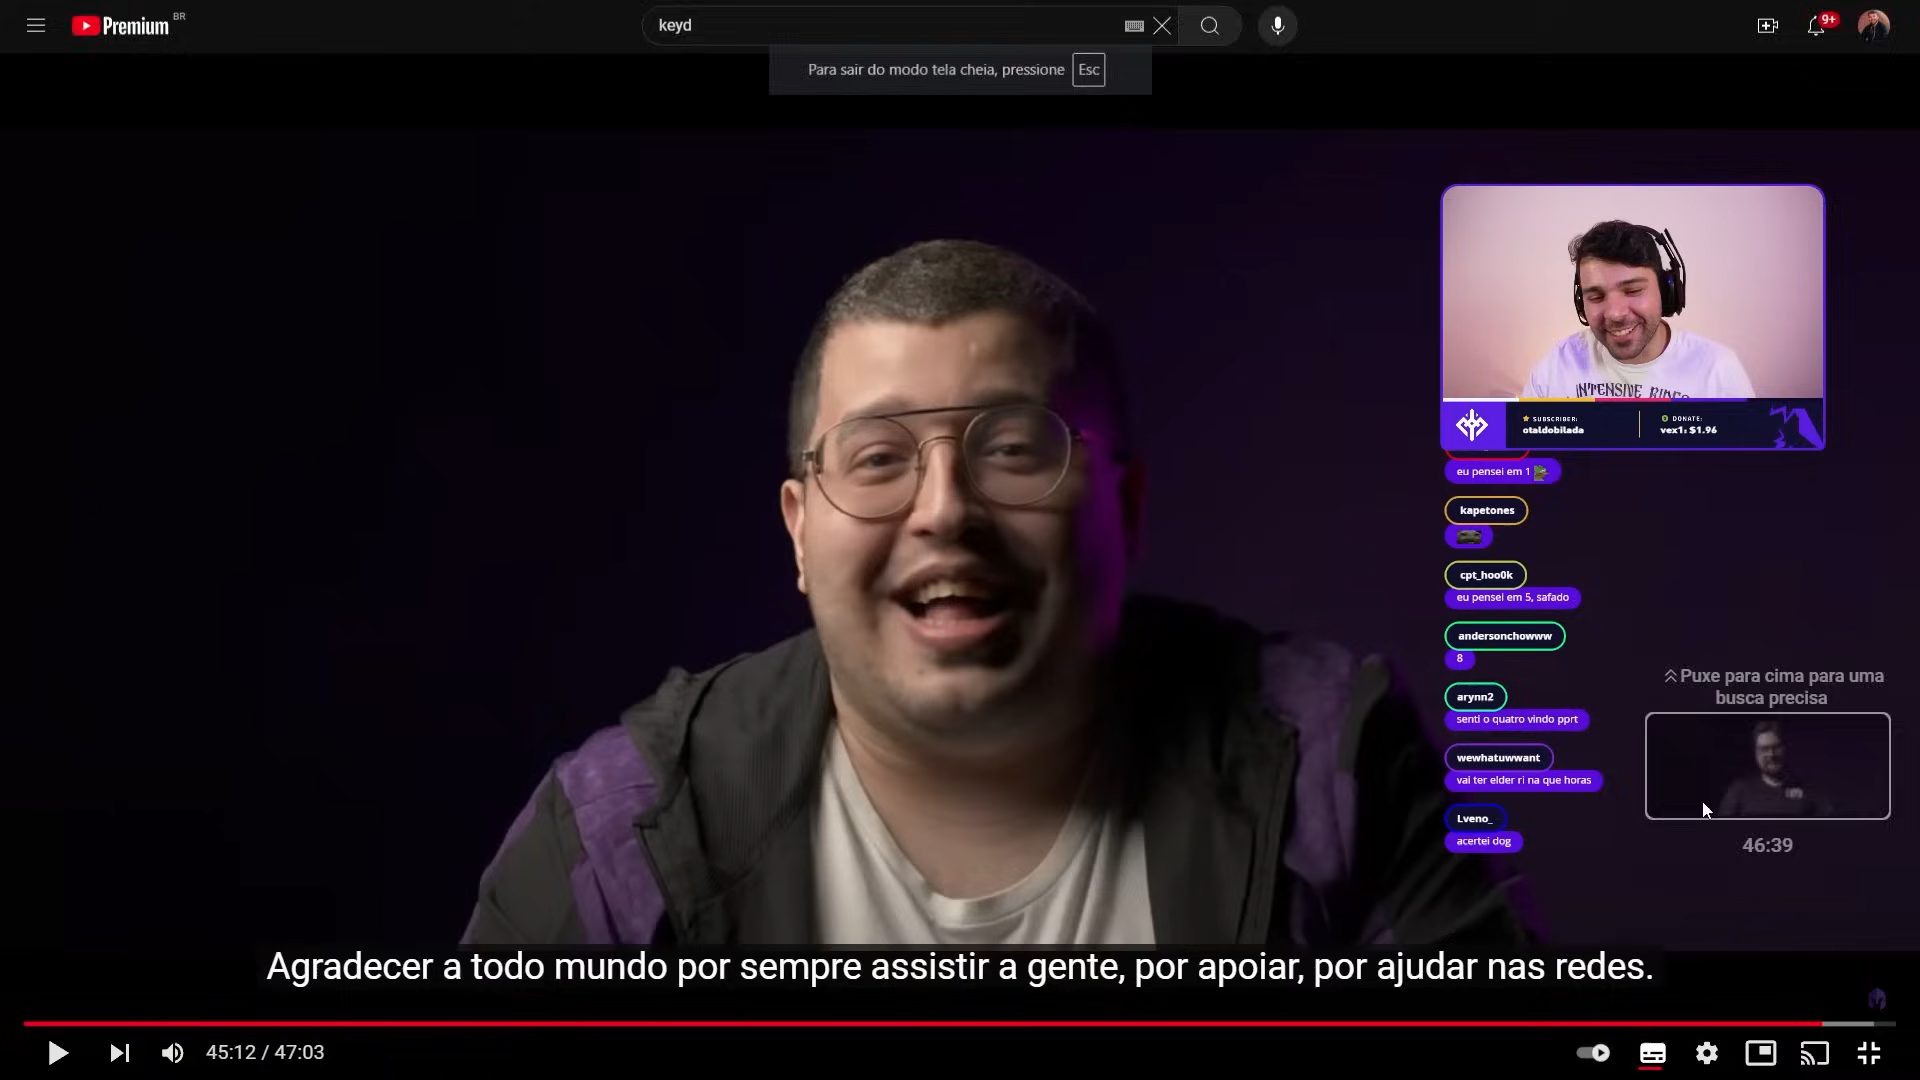 Premium BR
keyd
9+
Para sair do modo tela cheia, pressione Esc
INTENSIVE
SUBSCRIBER:
otaldobilada
DONATE:
vex1: $1.96
eu pensei em 1
kapetones
cpt_hoo0k
eu pensei em 5, safado
andersonchowww
8
arynn2
senti o quatro vindo pprt
wewhatuwwant
vai ter elder ri na que horas
Lveno_
acertei dog
Puxe para cima para uma
busca precisa
46:39
Agradecer a todo mundo por sempre assistir a gente, por apoiar, por ajudar nas redes.
45:12 / 47:03